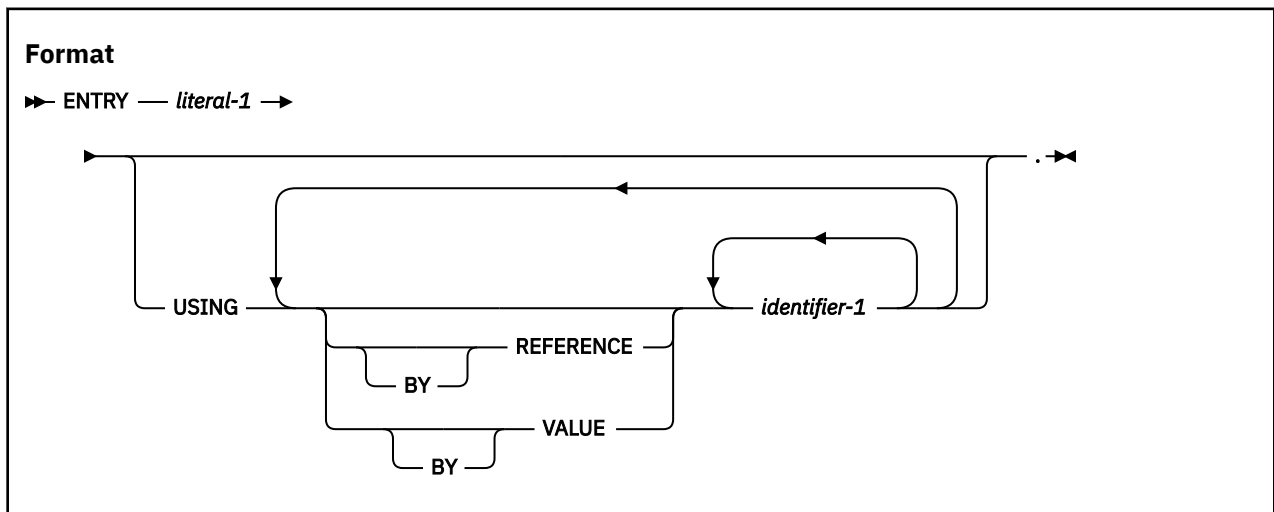 Format
ENTRY literal-1
.
USING identifier-1
REFERENCE
BY
VALUE
BY